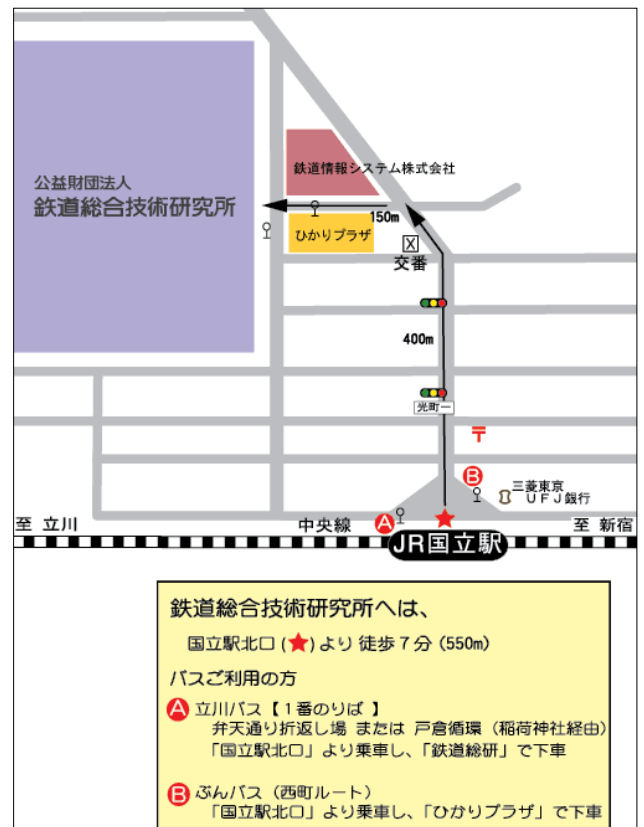 公益財団法人
鉄道総合技術研究所
鉄道情報システム株式会社
150m
ひかりプラザ
X
交番
400m
光町一
〒
B
三菱東京
UFJ銀行
至 立川
中央線
A
至 新宿
JR国立駅
鉄道総合技術研究所へは、
国立駅北口(★)より 徒歩7分(550m)
バスご利用の方
A 立川バス【1番のりば】
弁天通り折返し場 または 戸倉循環(稲荷神社経由)
「国立駅北口」より乗車し、「鉄道総研」で下車
B ぶんバス(西町ルート)
「国立駅北口」より乗車し、「ひかりプラザ」で下車